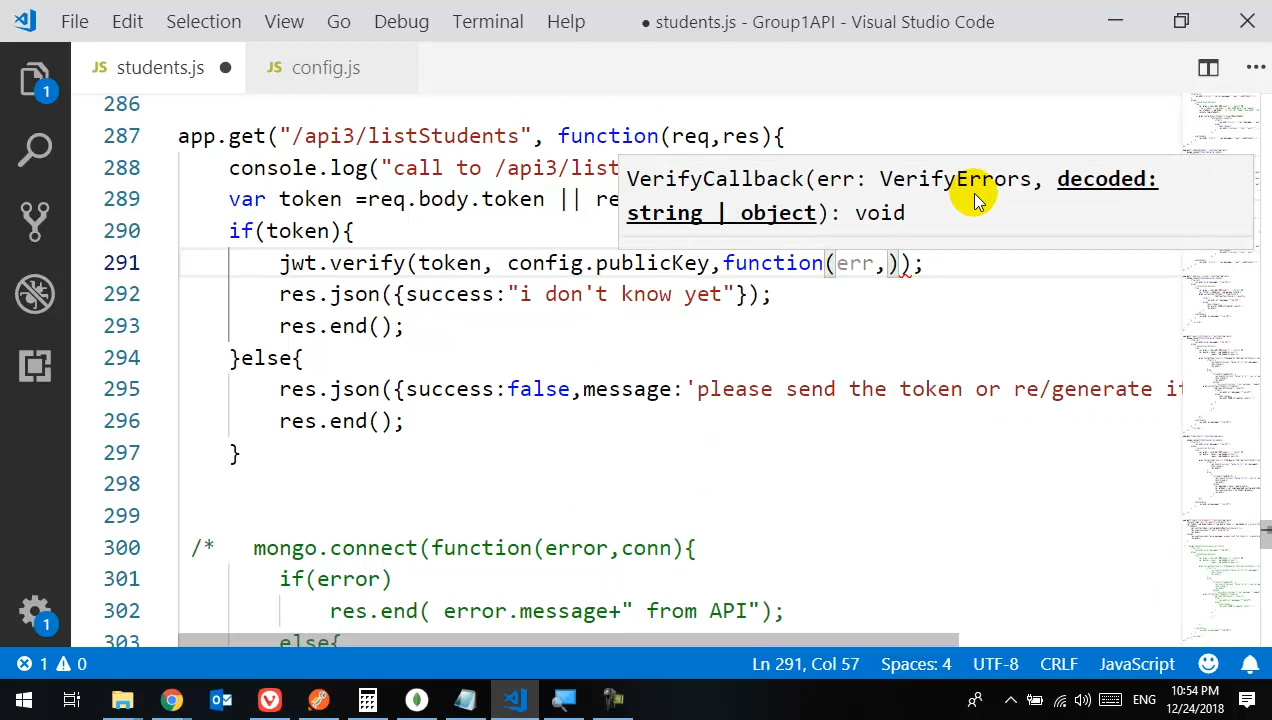 File Edit Selection View Go Debug Terminal Help ● students.js - Group1API - Visual Studio Code
JS students.js ● JS config.js
286
287 app.get("/api3/listStudents", function(req,res){
288 console.log("call to /api3/list
289 var token =req.body.token || re
290 if(token){
291 jwt.verify(token, config.publicKey,function(err,));
292 res.json({success:"i don't know yet"});
293 res.end();
294 }else{
295 res.json({success:false,message:'please send the token or re/generate it
296 res.end();
297 }
298
299
300 /* mongo.connect(function(error,conn){
301 if(error)
302 res.end( error.message+" from API");
303 else{
VerifyCallback(err: VerifyErrors, decoded:
string | object): void
1
1
1 0 Ln 291, Col 57 Spaces: 4 UTF-8 CRLF JavaScript
ENG 10:54 PM
12/24/2018